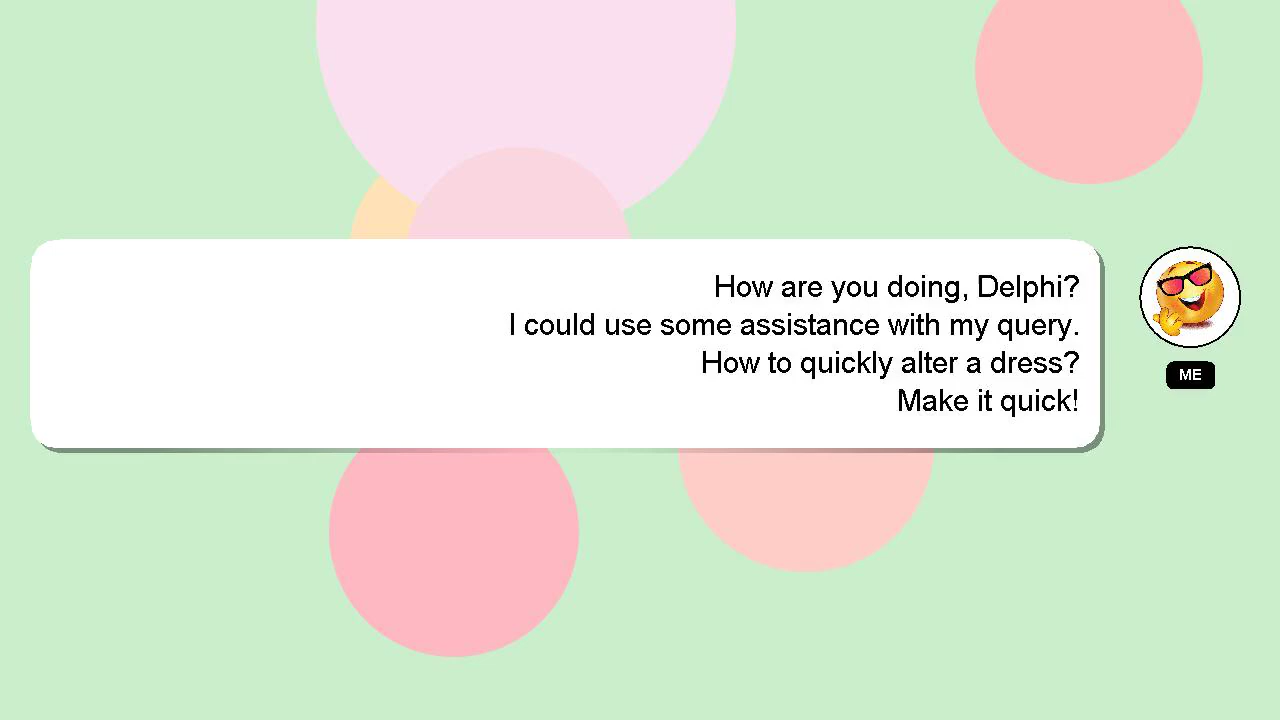 How are you doing, Delphi?
I could use some assistance with my query.
How to quickly alter a dress?
Make it quick!
ME